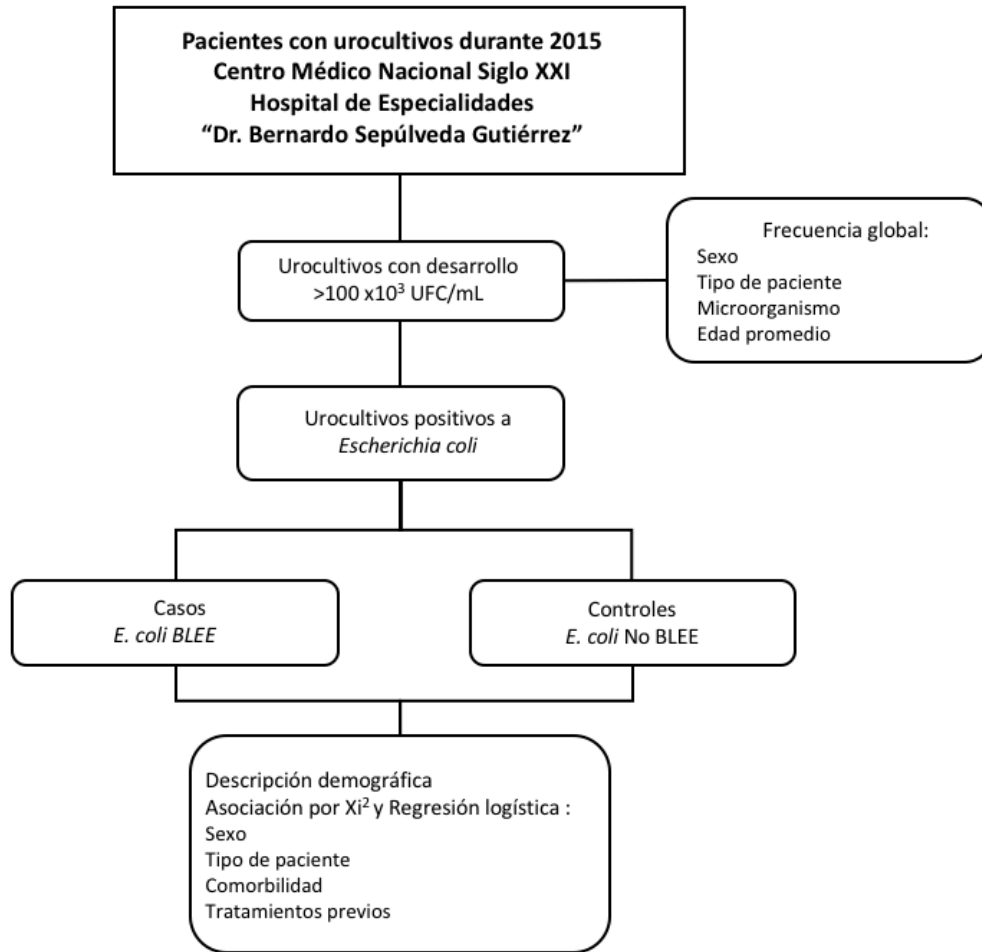 Pacientes con urocultivos durante 2015
Centro Médico Nacional Siglo XXI
Hospital de Especialidades
“Dr. Bernardo Sepúlveda Gutiérrez”
Urocultivos con desarrollo
>100 x10³ UFC/mL
Frecuencia global:
Sexo
Tipo de paciente
Microorganismo
Edad promedio
Urocultivos positivos a
Escherichia coli
Casos
E. coli BLEE
Controles
E. coli No BLEE
Descripción demográfica
Asociación por Xi² y Regresión logística :
Sexo
Tipo de paciente
Comorbilidad
Tratamientos previos